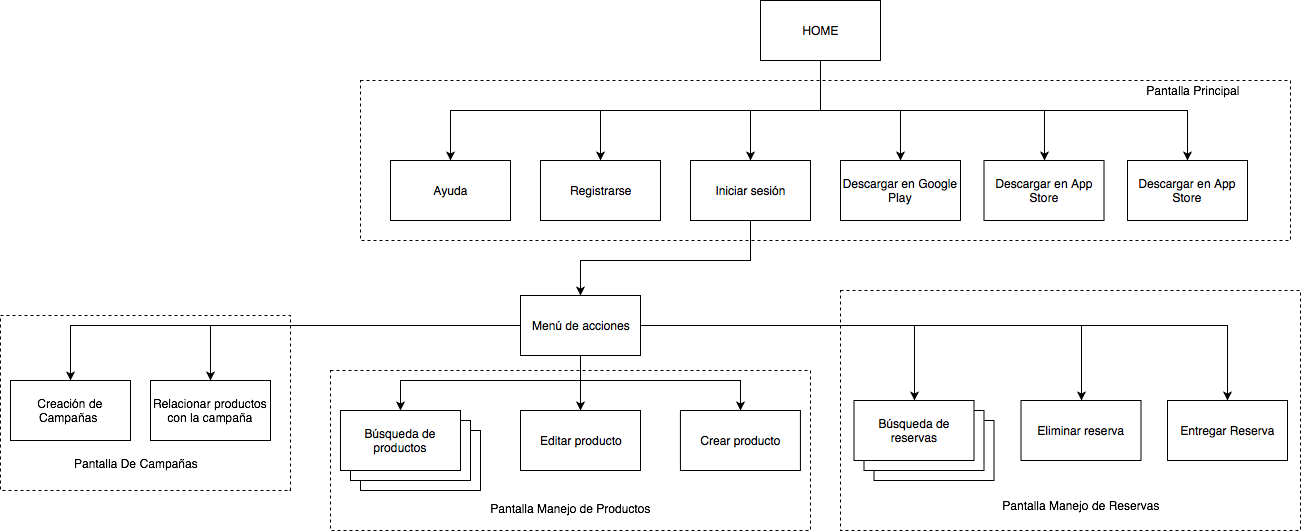 HOME
Pantalla Principal
Ayuda
Registrarse
Iniciar sesión
Descargar en Google
Play
Descargar en App
Store
Descargar en App
Store
Menú de acciones
Creación de
Campañas
Relacionar productos
con la campaña
Pantalla De Campañas
Búsqueda de
productos
Editar producto
Crear producto
Pantalla Manejo de Productos
Búsqueda de
reservas
Eliminar reserva
Entregar Reserva
Pantalla Manejo de Reservas